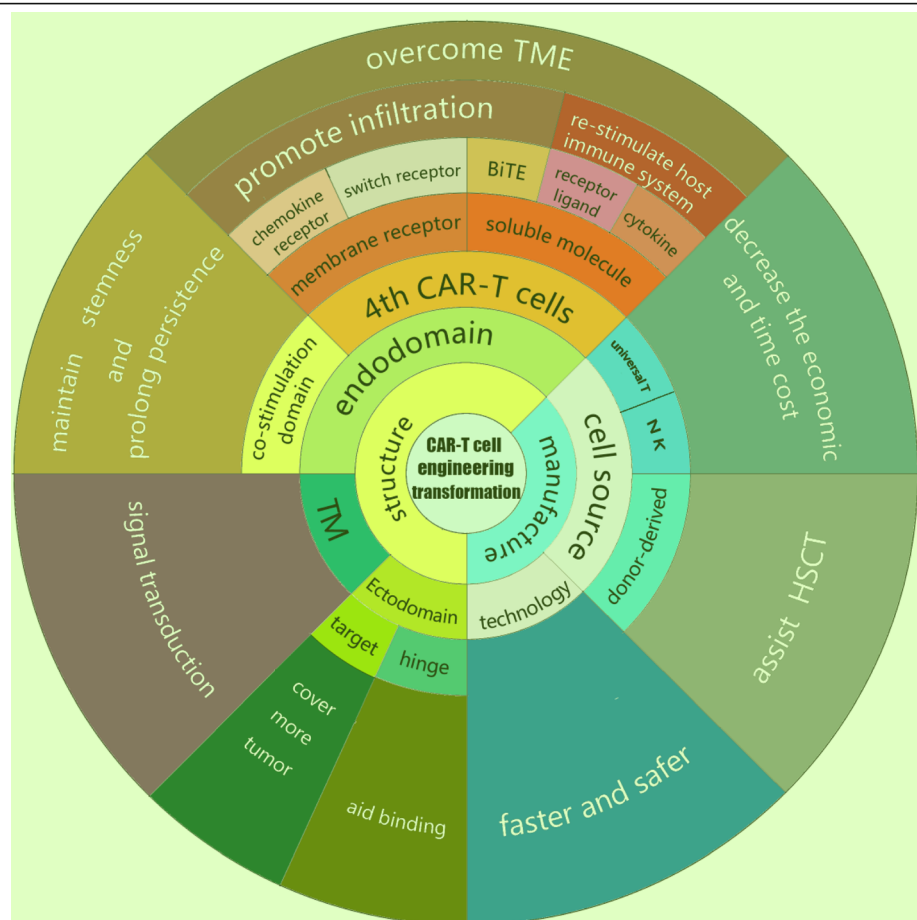 overcome TME
promote infiltration
re-stimulate host
immune system
chemokine
receptor
switch receptor
BiTE
receptor
ligand
cytokine
membrane receptor
soluble molecule
4th CAR-T cells
endodomain
co-stimulation
domain
maintain stemness
and
prolong persistence
decrease the economic
and time cost
universal T
NK
cell source
structure
CAR-T cell
engineering
transformation
manufacture
TM
signal transduction
donor-derived
assist HSCT
Ectodomain
technology
target
hinge
cover
more
tumor
aid binding
faster and safer